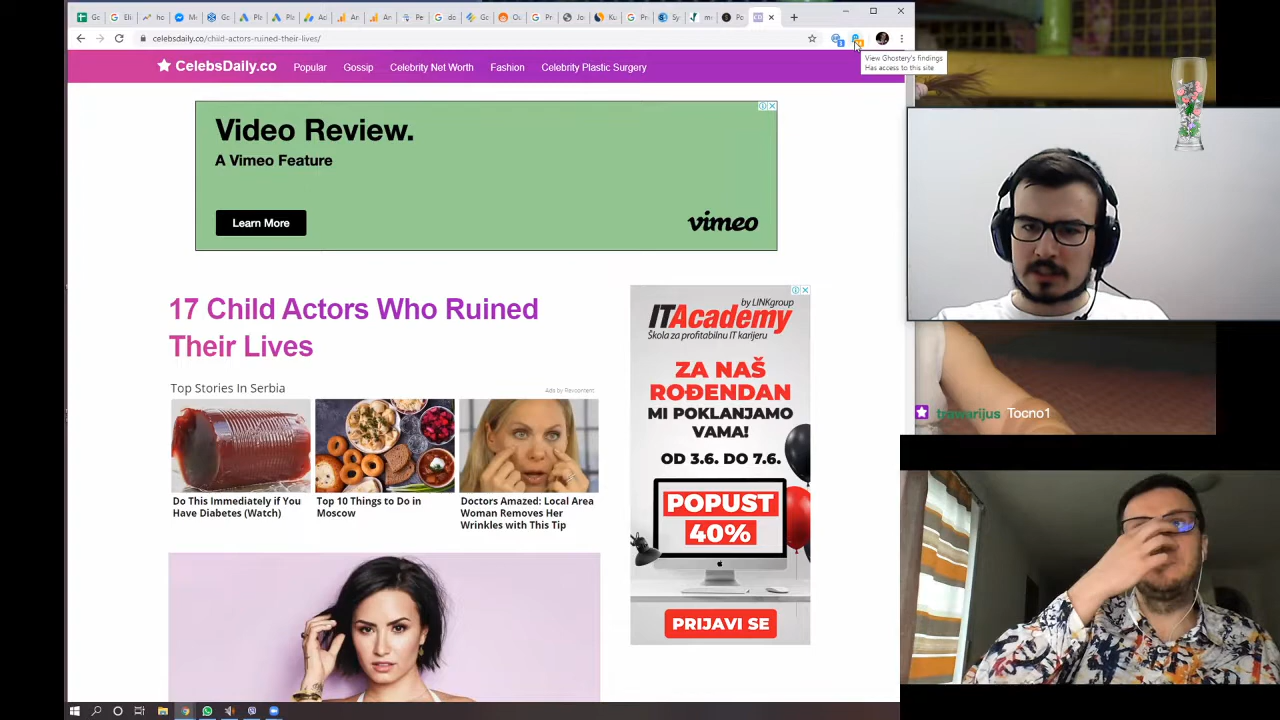 celebsdaily.co/child-actors-ruined-their-lives/
View Ghostery's findings
Has access to this site
CelebsDaily.co
Popular
Gossip
Celebrity Net Worth
Fashion
Celebrity Plastic Surgery
Video Review.
A Vimeo Feature
Learn More
vimeo
17 Child Actors Who Ruined
Their Lives
Top Stories In Serbia
Ads by Revcontent
Do This Immediately if You
Have Diabetes (Watch)
Top 10 Things to Do in
Moscow
Doctors Amazed: Local Area
Woman Removes Her
Wrinkles with This Tip
by LINKgroup
ITAcademy
Škola za profitabilnu IT karijeru
ZA NAŠ
ROĐENDAN
MI POKLANJAMO
VAMA!
OD 3.6. DO 7.6.
POPUST
40%
PRIJAVI SE
Tocno1